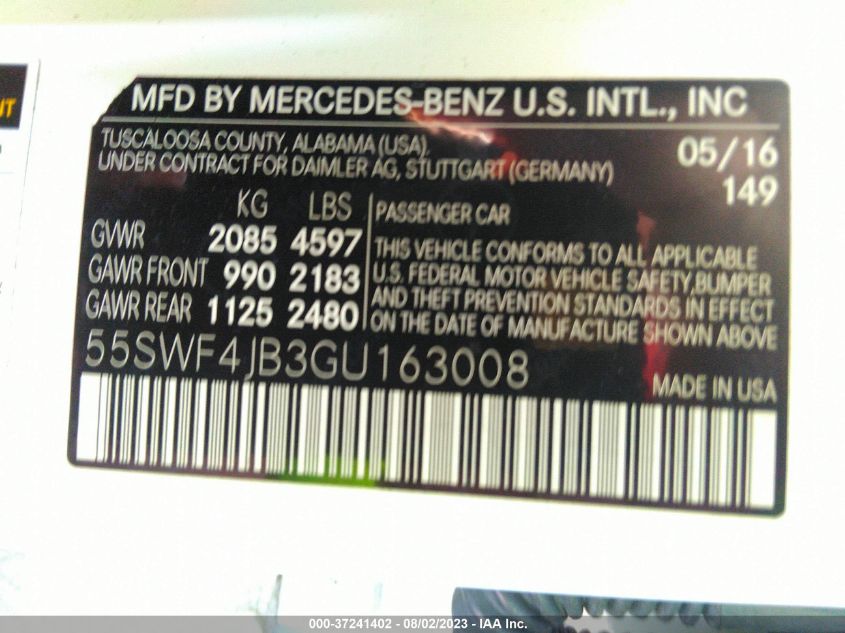 IT
MFD BY MERCEDES-BENZ U.S. INTL., INC
TUSCALOOSA COUNTY, ALABAMA (USA)
UNDER CONTRACT FOR DAIMLER AG, STUTTGART (GERMANY)
05/16
149
KG LBS
GVWR 2085 4597
GAWR FRONT 990 2183
GAWR REAR 1125 2480
PASSENGER CAR
THIS VEHICLE CONFORMS TO ALL APPLICABLE
U.S. FEDERAL MOTOR VEHICLE SAFETY,BUMPER
AND THEFT PREVENTION STANDARDS IN EFFECT
ON THE DATE OF MANUFACTURE SHOWN ABOVE
55SWF4JB3GU163008
MADE IN USA
000-37241402 - 08/02/2023 - IAA Inc.